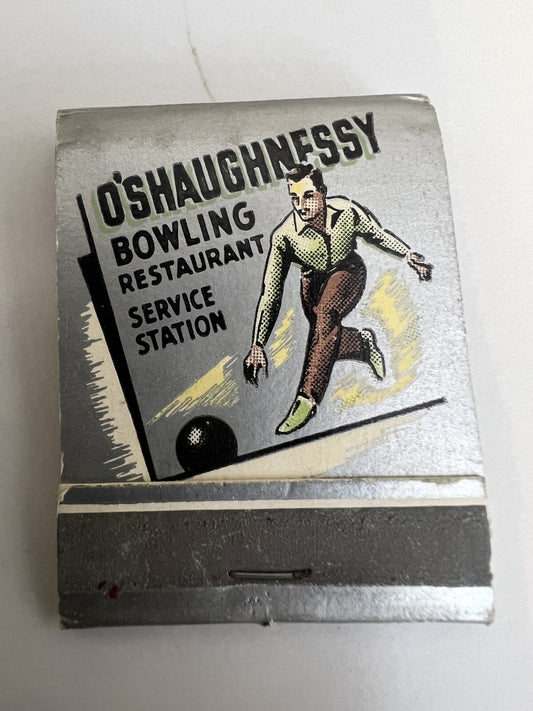 O'SHAUGHNESSY
BOWLING
RESTAURANT
SERVICE
STATION